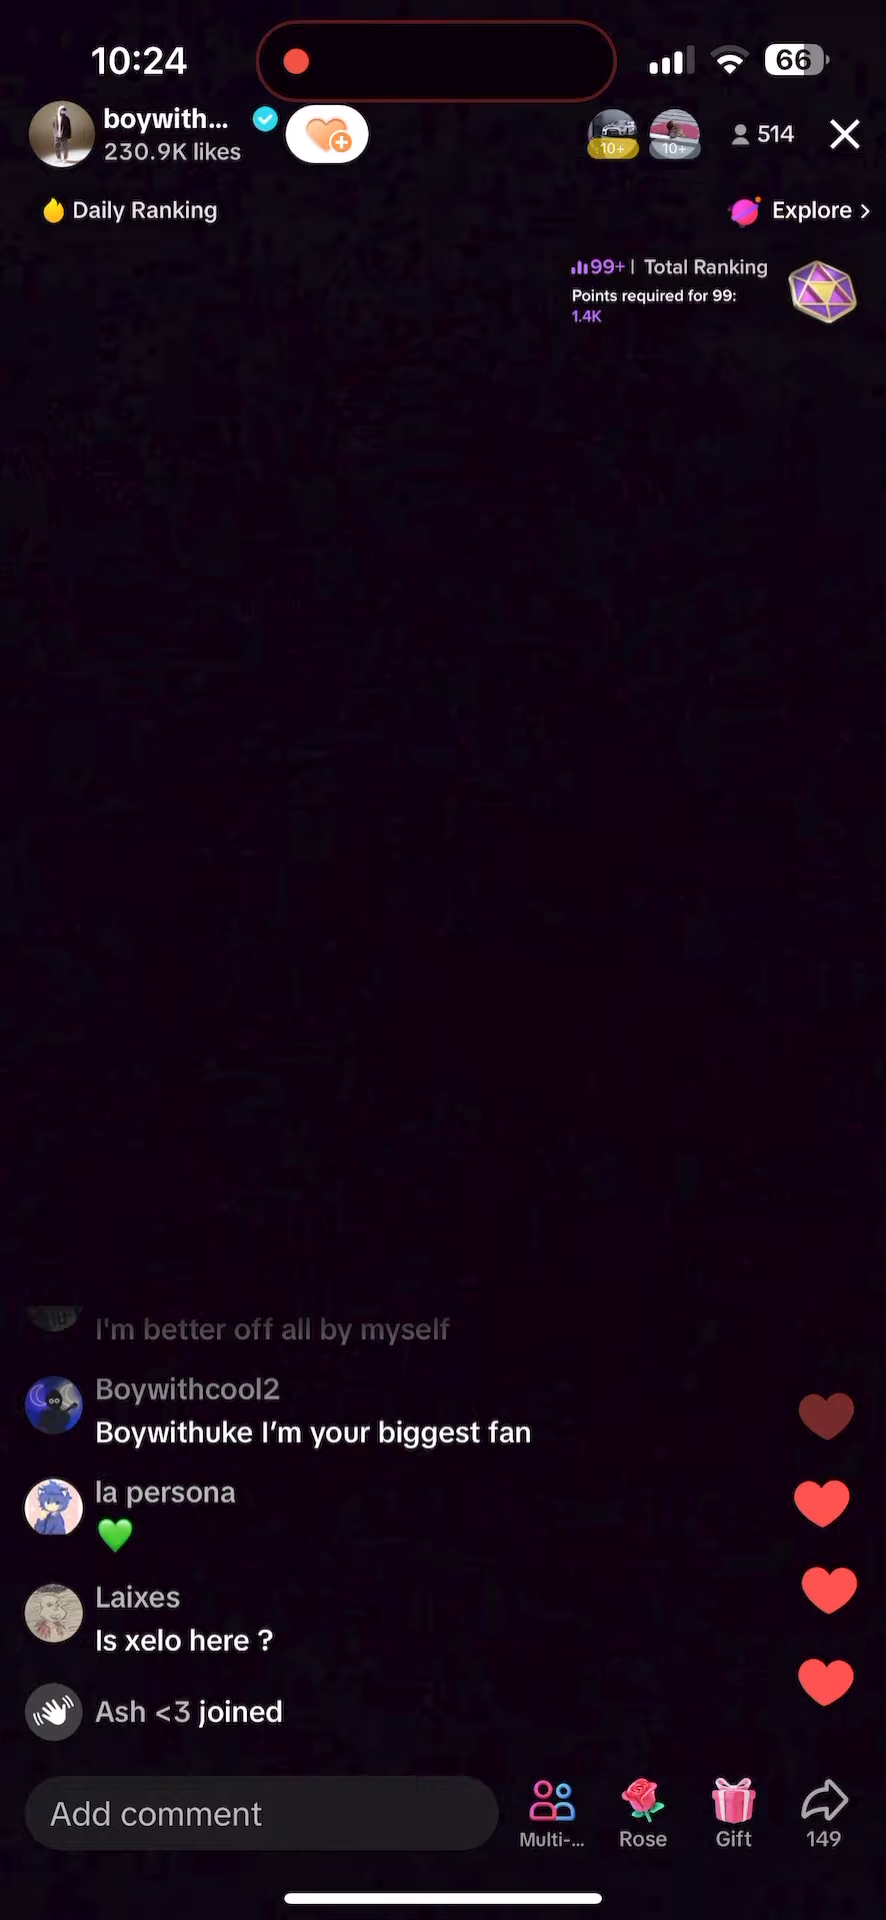 10:24
66
boywith...
230.9K likes
10+
10+
514
Daily Ranking
Explore >
99+ | Total Ranking
Points required for 99:
1.4K
I'm better off all by myself
Boywithcool2
Boywithuke I’m your biggest fan
la persona
💚
Laixes
Is xelo here ?
Ash <3 joined
Add comment
Multi-...
Rose
Gift
149